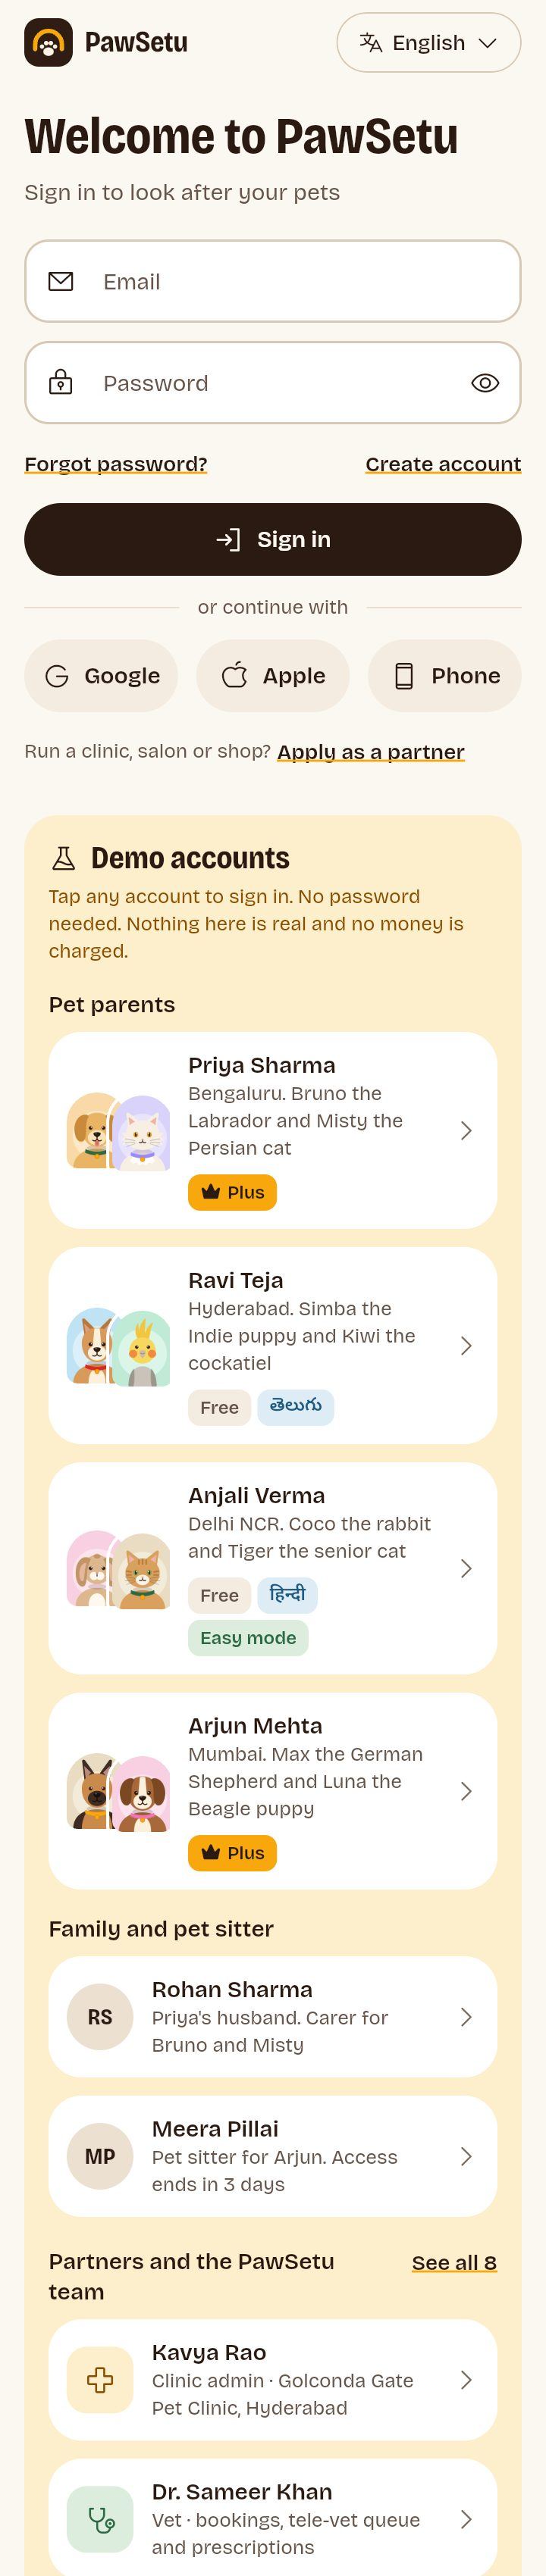 PawSetu
English
Welcome to PawSetu
Sign in to look after your pets
Email
Password
Forgot password?
Create account
Sign in
or continue with
Google
Apple
Phone
Run a clinic, salon or shop? Apply as a partner
Demo accounts
Tap any account to sign in. No password
needed. Nothing here is real and no money is
charged.
Pet parents
Priya Sharma
Bengaluru. Bruno the
Labrador and Misty the
Persian cat
Plus
Ravi Teja
Hyderabad. Simba the
Indie puppy and Kiwi the
cockatiel
Free
తెలుగు
Anjali Verma
Delhi NCR. Coco the rabbit
and Tiger the senior cat
Free
हिन्दी
Easy mode
Arjun Mehta
Mumbai. Max the German
Shepherd and Luna the
Beagle puppy
Plus
Family and pet sitter
RS
Rohan Sharma
Priya's husband. Carer for
Bruno and Misty
MP
Meera Pillai
Pet sitter for Arjun. Access
ends in 3 days
Partners and the PawSetu
team
See all 8
Kavya Rao
Clinic admin · Golconda Gate
Pet Clinic, Hyderabad
Dr. Sameer Khan
Vet · bookings, tele-vet queue
and prescriptions